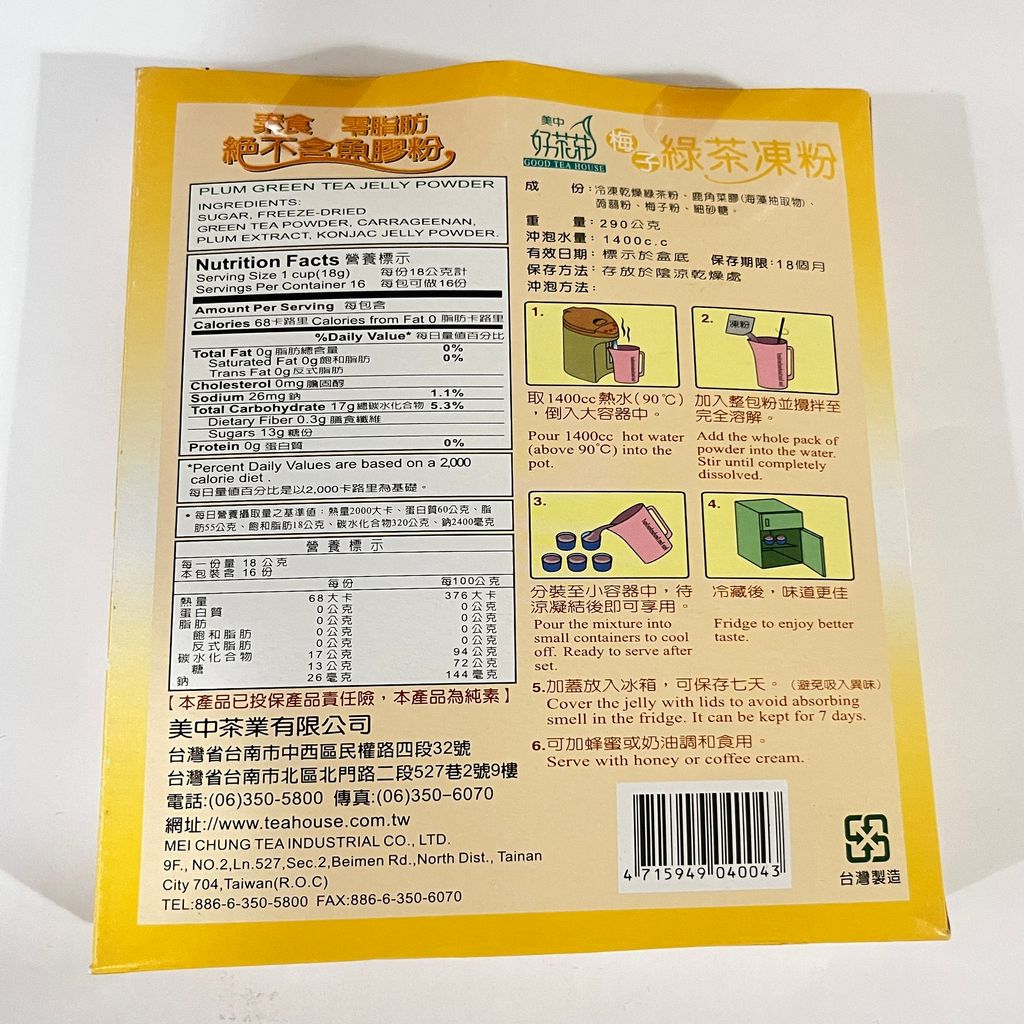 素食 零脂肪
絕不含魚膠粉
PLUM GREEN TEA JELLY POWDER
INGREDIENTS:
SUGAR, FREEZE-DRIED
GREEN TEA POWDER, CARRAGEENAN,
PLUM EXTRACT, KONJAC JELLY POWDER.
Nutrition Facts 營養標示
Serving Size 1 cup(18g) 每份18公克計
Servings Per Container 16 每包可做16份
Amount Per Serving 每包含
Calories 68卡路里 Calories from Fat 0 脂肪卡路里
%Daily Value* 每日量值百分比
Total Fat 0g 脂肪總含量 0%
Saturated Fat 0g飽和脂肪 0%
Trans Fat 0g反式脂肪
Cholesterol 0mg 膽固醇
Sodium 26mg 鈉 1.1%
Total Carbohydrate 17g總碳水化合物 5.3%
Dietary Fiber 0.3g 膳食纖維
Sugars 13g 糖份
Protein 0g 蛋白質 0%
*Percent Daily Values are based on a 2,000
calorie diet .
每日量值百分比是以2,000卡路里為基礎。
* 每日營養攝取量之基準值：熱量2000大卡、蛋白質60公克、脂
肪55公克、飽和脂肪18公克、碳水化合物320公克、鈉2400毫克
營養標示
每一份量 18 公克
本包裝含 16 份
每份 每100公克
熱量 68 大卡 376 大卡
蛋白質 0 公克 0 公克
脂肪 0 公克 0 公克
飽和脂肪 0 公克 0 公克
反式脂肪 0 公克 0 公克
碳水化合物 17 公克 94 公克
糖 13 公克 72 公克
鈉 26 毫克 144 毫克
【本產品已投保產品責任險，本產品為純素】
美中茶業有限公司
台灣省台南市中西區民權路四段32號
台灣省台南市北區北門路二段527巷2號9樓
電話:(06)350-5800 傳真:(06)350-6070
網址://www.teahouse.com.tw
MEI CHUNG TEA INDUSTRIAL CO., LTD.
9F., NO.2,Ln.527,Sec.2,Beimen Rd.,North Dist., Tainan
City 704,Taiwan(R.O.C)
TEL:886-6-350-5800 FAX:886-6-350-6070
美中
好茶莊
GOOD TEA HOUSE
梅子綠茶凍粉
成 份：冷凍乾燥綠茶粉、鹿角菜膠(海藻抽取物)、
蒟蒻粉、梅子粉、細砂糖。
重 量：290公克
沖泡水量：1400c.c
有效日期：標示於盒底 保存期限：18個月
保存方法：存放於陰涼乾燥處
沖泡方法：
1.
取1400cc熱水(90℃)
，倒入大容器中。
Pour 1400cc hot water
(above 90℃) into the
pot.
2.
凍粉
加入整包粉並攪拌至
完全溶解。
Add the whole pack of
powder into the water.
Stir until completely
dissolved.
3.
分裝至小容器中，待
涼凝結後即可享用。
Pour the mixture into
small containers to cool
off. Ready to serve after
set.
4.
冷藏後，味道更佳
Fridge to enjoy better
taste.
5.加蓋放入冰箱，可保存七天。（避免吸入異味）
Cover the jelly with lids to avoid absorbing
smell in the fridge. It can be kept for 7 days.
6.可加蜂蜜或奶油調和食用。
Serve with honey or coffee cream.
4 715949 040043
台灣製造